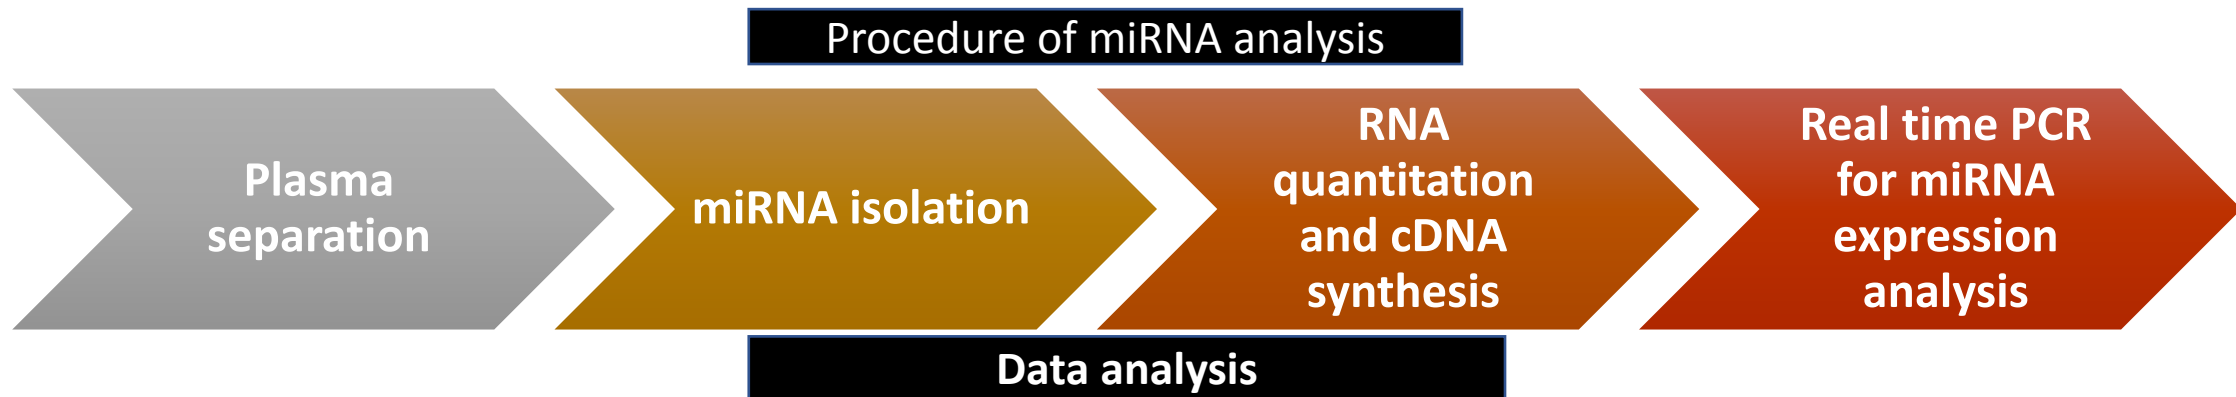 Procedure of miRNA analysis
Plasma
separation
miRNA isolation
RNA
quantitation
and cDNA
synthesis
Real time PCR
for miRNA
expression
analysis
Data analysis